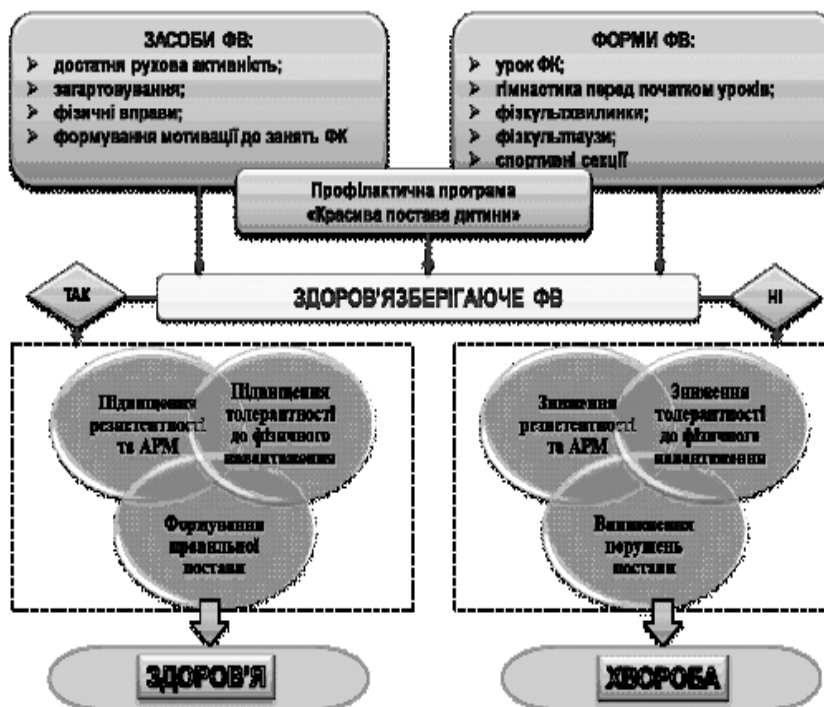 ЗАСОБИ ФВ:
достатня рухова активність;
загартовування;
фізичні вправи;
формування мотивації до занять ФК
ФОРМИ ФВ:
урок ФК;
гімнастика перед початком уроків;
фізкультхвилинки;
фізкультпаузи;
спортивні секції
Профілактична програма
«Красива постава дитини»
ТАК
ЗДОРОВ'ЯЗБЕРІГАЮЧЕ ФВ
НІ
Підвищення
резистентності
та АРМ
Підвищення
толерантності
до фізичного
навантаження
Формування
правильної
постави
Зниження
резистентності
та АРМ
Зниження
толерантності
до фізичного
навантаження
Виникнення
порушень
постави
ЗДОРОВ'Я
ХВОРОБА